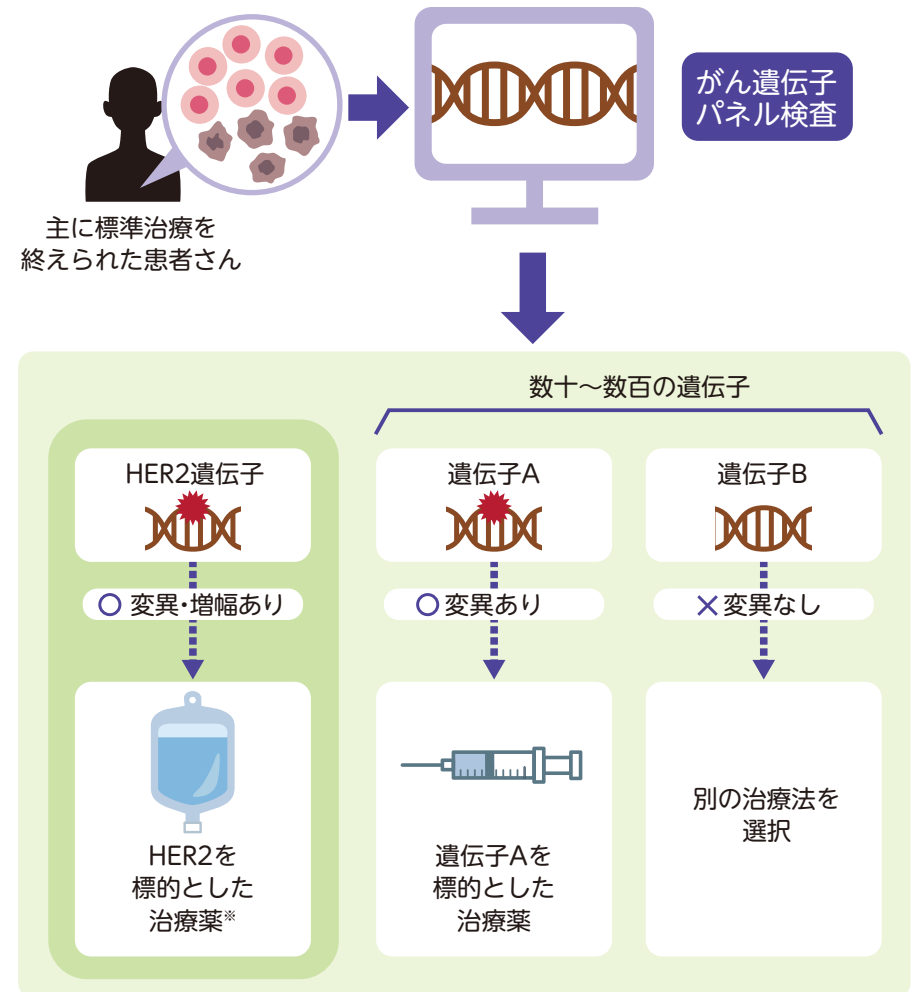 がん遺伝子
パネル検査
主に標準治療を
終えられた患者さん
数十〜数百の遺伝子
HER2遺伝子
○ 変異・増幅あり
HER2を
標的とした
治療薬※
遺伝子A
○ 変異あり
遺伝子Aを
標的とした
治療薬
遺伝子B
× 変異なし
別の治療法を
選択